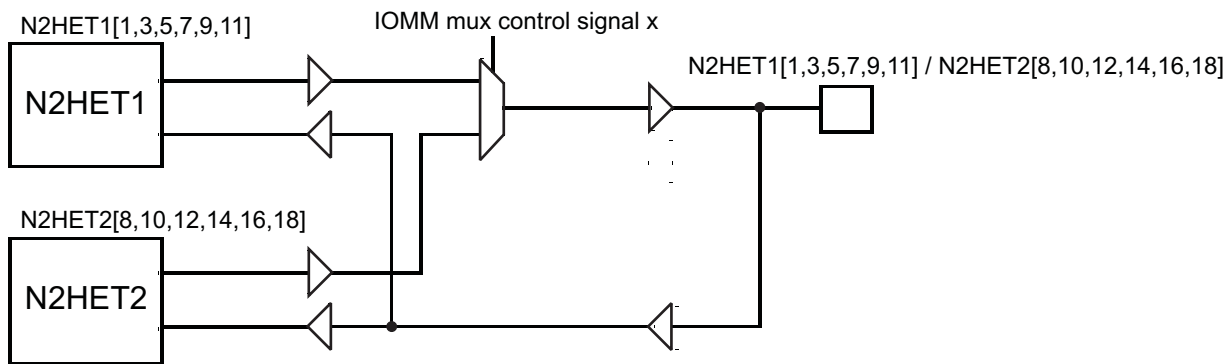 IOMM mux control signal x
N2HET1[1,3,5,7,9,11]
N2HET1[1,3,5,7,9,11] / N2HET2[8,10,12,14,16,18]
N2HET1
N2HET2[8,10,12,14,16,18]
N2HET2